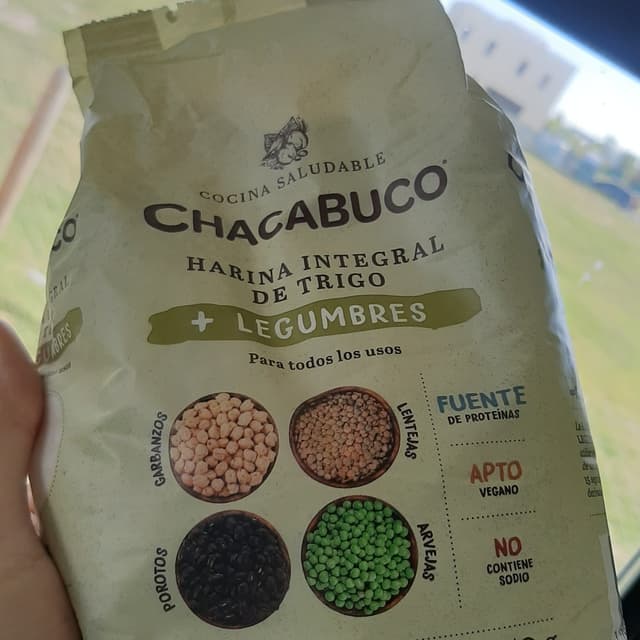 COCINA SALUDABLE
CHACABUCO
HARINA INTEGRAL
DE TRIGO
+ LEGUMBRES
Para todos los usos
GARBANZOS
LENTEJAS
POROTOS
ARVEJAS
FUENTE
DE PROTEÍNAS
APTO
VEGANO
NO
CONTIENE
SODIO